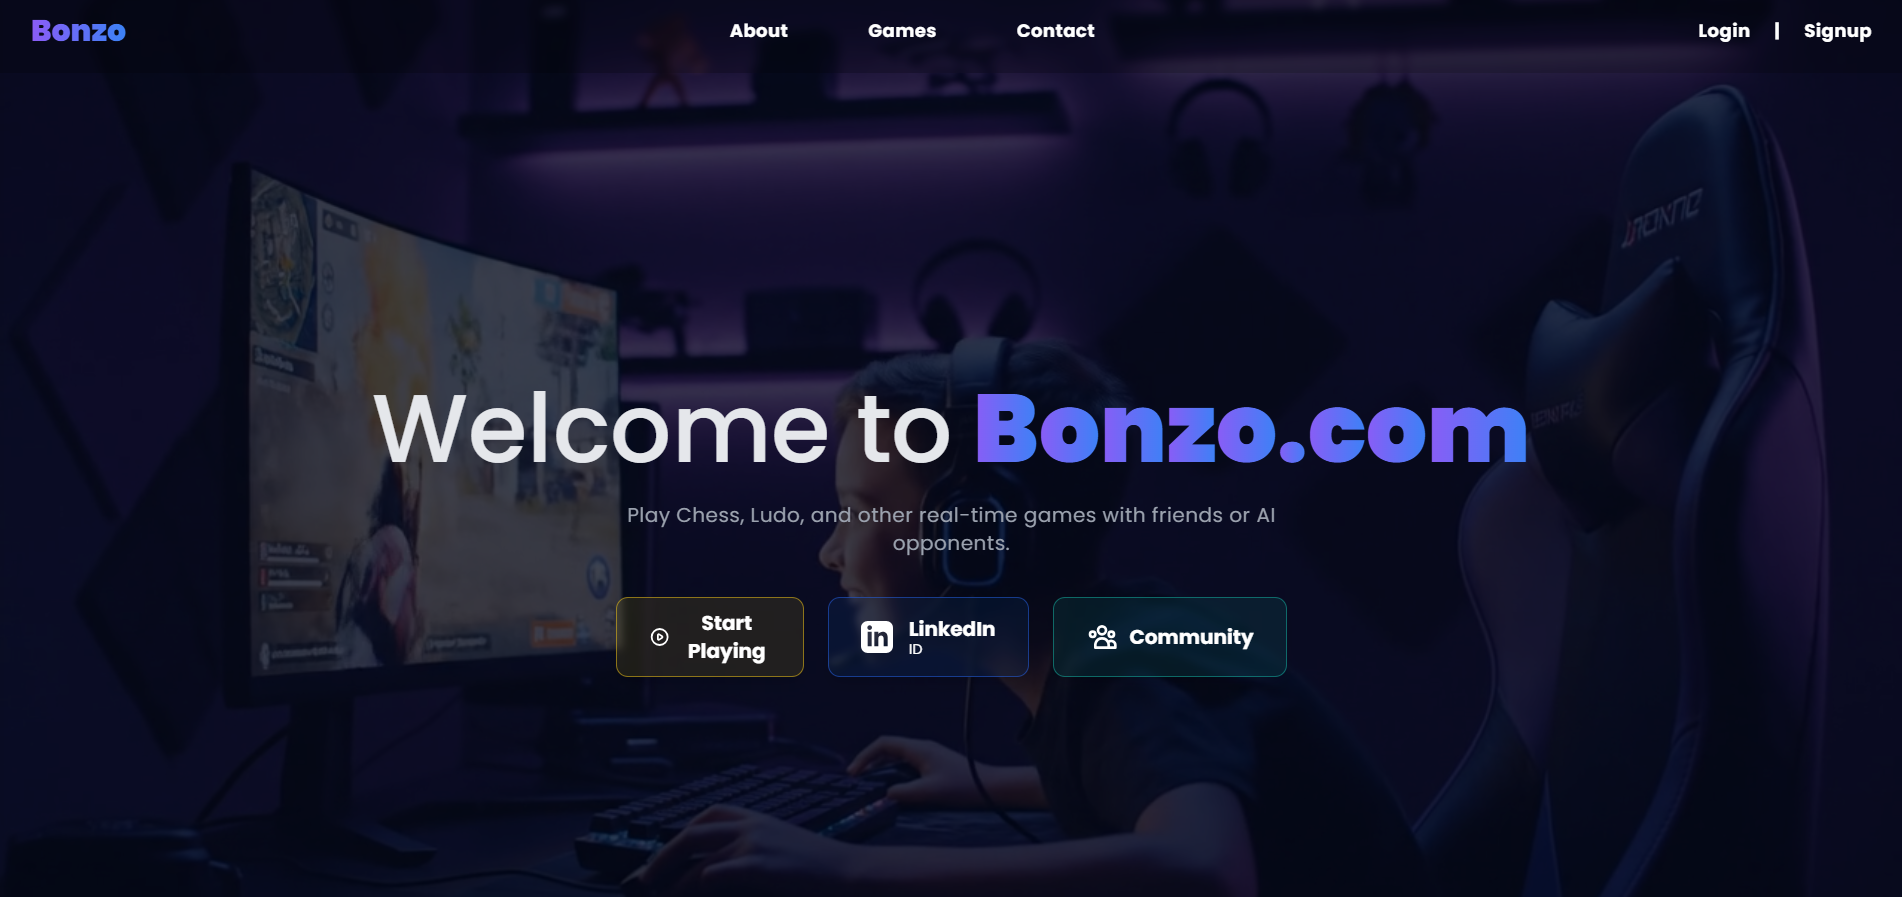 Bonzo
About
Games
Contact
Login | Signup
Welcome to Bonzo.com
Play Chess, Ludo, and other real-time games with friends or AI
opponents.
Start
Playing
LinkedIn
ID
Community